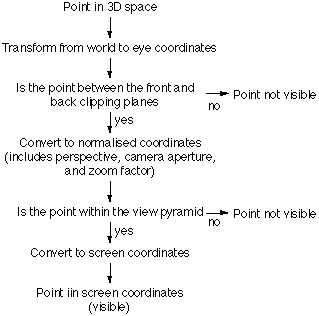 Point in 3D space
Transform from world to eye coordinates
Is the point between the front and
back clipping planes
no
Point not visible
yes
Convert to normalised coordinates
(includes perspective, camera aperture,
and zoom factor)
Is the point within the view pyramid
no
Point not visible
yes
Convert to screen coordinates
Point iin screen coordinates
(visible)